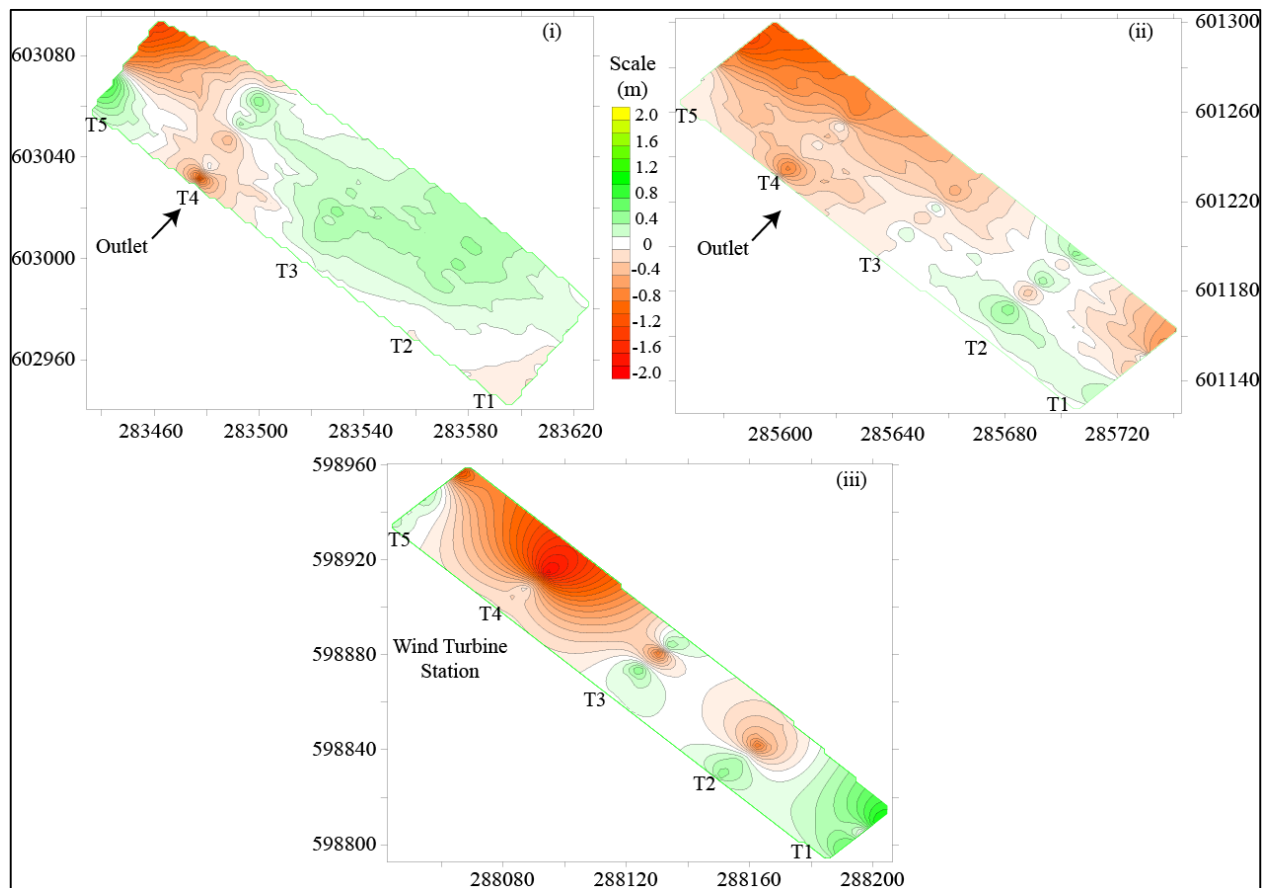 (i)
603080
603040
603000
602960
T5
T4
Outlet
T3
T2
T1
283460 283500 283540 283580 283620
Scale
(m)
2.0
1.6
1.2
0.8
0.4
0
-0.4
-0.8
-1.2
-1.6
-2.0
(ii)
601300
601260
601220
601180
601140
T5
T4
Outlet
T3
T2
T1
285600 285640 285680 285720
(iii)
598960
598920
598880
598840
598800
T5
T4
Wind Turbine
Station
T3
T2
T1
288080 288120 288160 288200